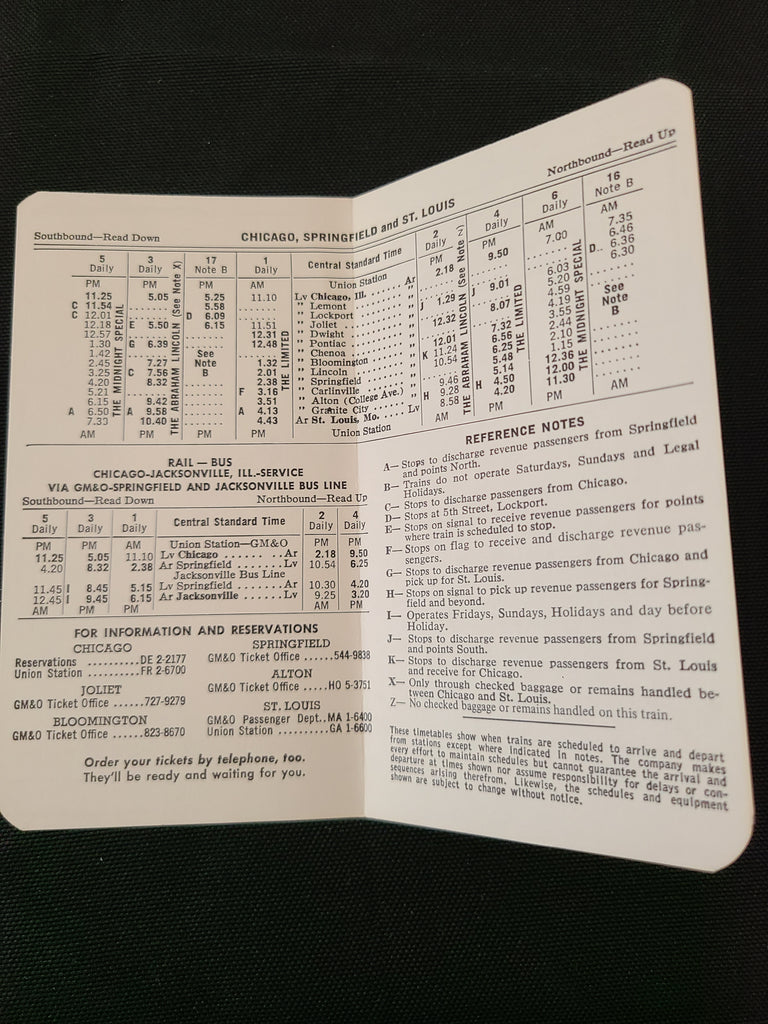 Southbound—Read Down CHICAGO, SPRINGFIELD and ST. LOUIS Northbound—Read Up
5 Daily 3 Daily 17 Note B 1 Daily Central Standard Time 2 Daily 4 Daily 6 Daily 16 Note B
PM PM PM AM Union Station PM PM AM AM
11.25 5.05 5.25 11.10 Lv Chicago, Ill. Ar 2.18 9.50 7.00 7.35
C 11.54 ...... 5.58 ...... " Lemont ...... " ...... ...... ...... 6.46
C 12.01 ...... D 6.09 ...... " Lockport ...... " ...... ...... ...... D.. 6.36
12.18 E 5.50 6.15 11.51 " Joliet ...... " J 1.29 J 9.01 6.03 6.30
12.57 ...... ...... 12.31 " Dwight ...... " ...... ...... 5.20 ......
1.30 G 6.39 ...... 12.48 " Pontiac ...... " 12.32 8.07 4.59 ......
1.42 ...... See ...... " Chenoa ...... " ...... ...... 4.19 See
2.45 7.27 Note 1.32 " Bloomington ...... " 12.01 7.32 3.55 Note
3.25 C 7.56 B 2.01 " Lincoln ...... " K 11.24 6.56 2.44 B
4.20 8.32 ...... 2.38 " Springfield ...... " 10.54 6.25 2.10 ......
5.21 ...... ...... F 3.16 " Carlinville ...... " ...... 5.48 1.15 ......
6.15 9.42 ...... 3.51 " Alton (College Ave.) " 9.46 5.14 12.36 ......
A 6.50 A 9.58 ...... A 4.13 " Granite City .. " H 9.28 H 4.50 12.00 ......
7.30 10.40 ...... 4.43 Ar St. Louis, Mo. .... Lv 8.58 4.20 11.30 ......
AM PM PM PM Union Station AM PM PM AM
THE MIDNIGHT SPECIAL
THE ABRAHAM LINCOLN (See Note X)
THE LIMITED
THE ABRAHAM LINCOLN (See Note Z)
THE LIMITED
THE MIDNIGHT SPECIAL
RAIL — BUS
CHICAGO-JACKSONVILLE, ILL.-SERVICE
VIA GM&O-SPRINGFIELD AND JACKSONVILLE BUS LINE
Southbound—Read Down Northbound—Read Up
5 Daily 3 Daily 1 Daily Central Standard Time 2 Daily 4 Daily
PM PM AM Union Station—GM&O PM PM
11.25 5.05 11.10 Lv Chicago ........ Ar 2.18 9.50
4.20 8.32 2.38 Ar Springfield ...... Lv 10.54 6.25
Jacksonville Bus Line
11.45 I 8.45 5.15 Lv Springfield ...... Ar 10.30 4.20
12.45 I 9.45 6.15 Ar Jacksonville .... Lv 9.25 3.20
AM PM PM AM PM
FOR INFORMATION AND RESERVATIONS
CHICAGO
Reservations ..........DE 2-2177
Union Station .......FR 2-6700
JOLIET
GM&O Ticket Office .....727-9279
BLOOMINGTON
GM&O Ticket Office .....823-8670
SPRINGFIELD
GM&O Ticket Office ......544-9838
ALTON
GM&O Ticket Office .....HO 5-3751
ST. LOUIS
GM&O Passenger Dept..MA 1-6400
Union Station ..........GA 1-6600
Order your tickets by telephone, too.
They'll be ready and waiting for you.
REFERENCE NOTES
A— Stops to discharge revenue passengers from Springfield
and points North.
B— Trains do not operate Saturdays, Sundays and Legal
Holidays.
C— Stops to discharge passengers from Chicago.
D— Stops at 5th Street, Lockport.
E— Stops on signal to receive revenue passengers for points
where train is scheduled to stop.
F— Stops on flag to receive and discharge revenue pas-
sengers.
G— Stops to discharge revenue passengers from Chicago and
pick up for St. Louis.
H— Stops on signal to pick up revenue passengers for Spring-
field and beyond.
I— Operates Fridays, Sundays, Holidays and day before
Holiday.
J— Stops to discharge revenue passengers from Springfield
and points South.
K— Stops to discharge revenue passengers from St. Louis
and receive for Chicago.
X— Only through checked baggage or remains handled be-
tween Chicago and St. Louis.
Z— No checked baggage or remains handled on this train.
These timetables show when trains are scheduled to arrive and depart
from stations except where indicated in notes. The company makes
every effort to maintain schedules but cannot guarantee the arrival and
departure at times shown nor assume responsibility for delays or con-
sequences arising therefrom. Likewise, the schedules and equipment
shown are subject to change without notice.